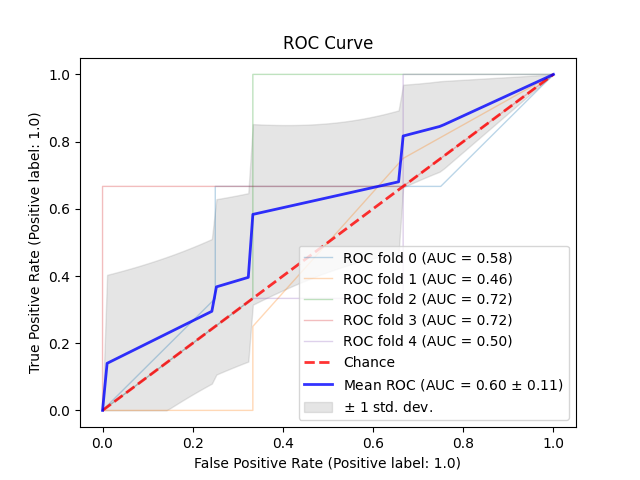 ROC Curve
True Positive Rate (Positive label: 1.0)
1.0
0.8
0.6
0.4
0.2
0.0
ROC fold 0 (AUC = 0.58)
ROC fold 1 (AUC = 0.46)
ROC fold 2 (AUC = 0.72)
ROC fold 3 (AUC = 0.72)
ROC fold 4 (AUC = 0.50)
Chance
Mean ROC (AUC = 0.60 ± 0.11)
± 1 std. dev.
0.0 0.2 0.4 0.6 0.8 1.0
False Positive Rate (Positive label: 1.0)